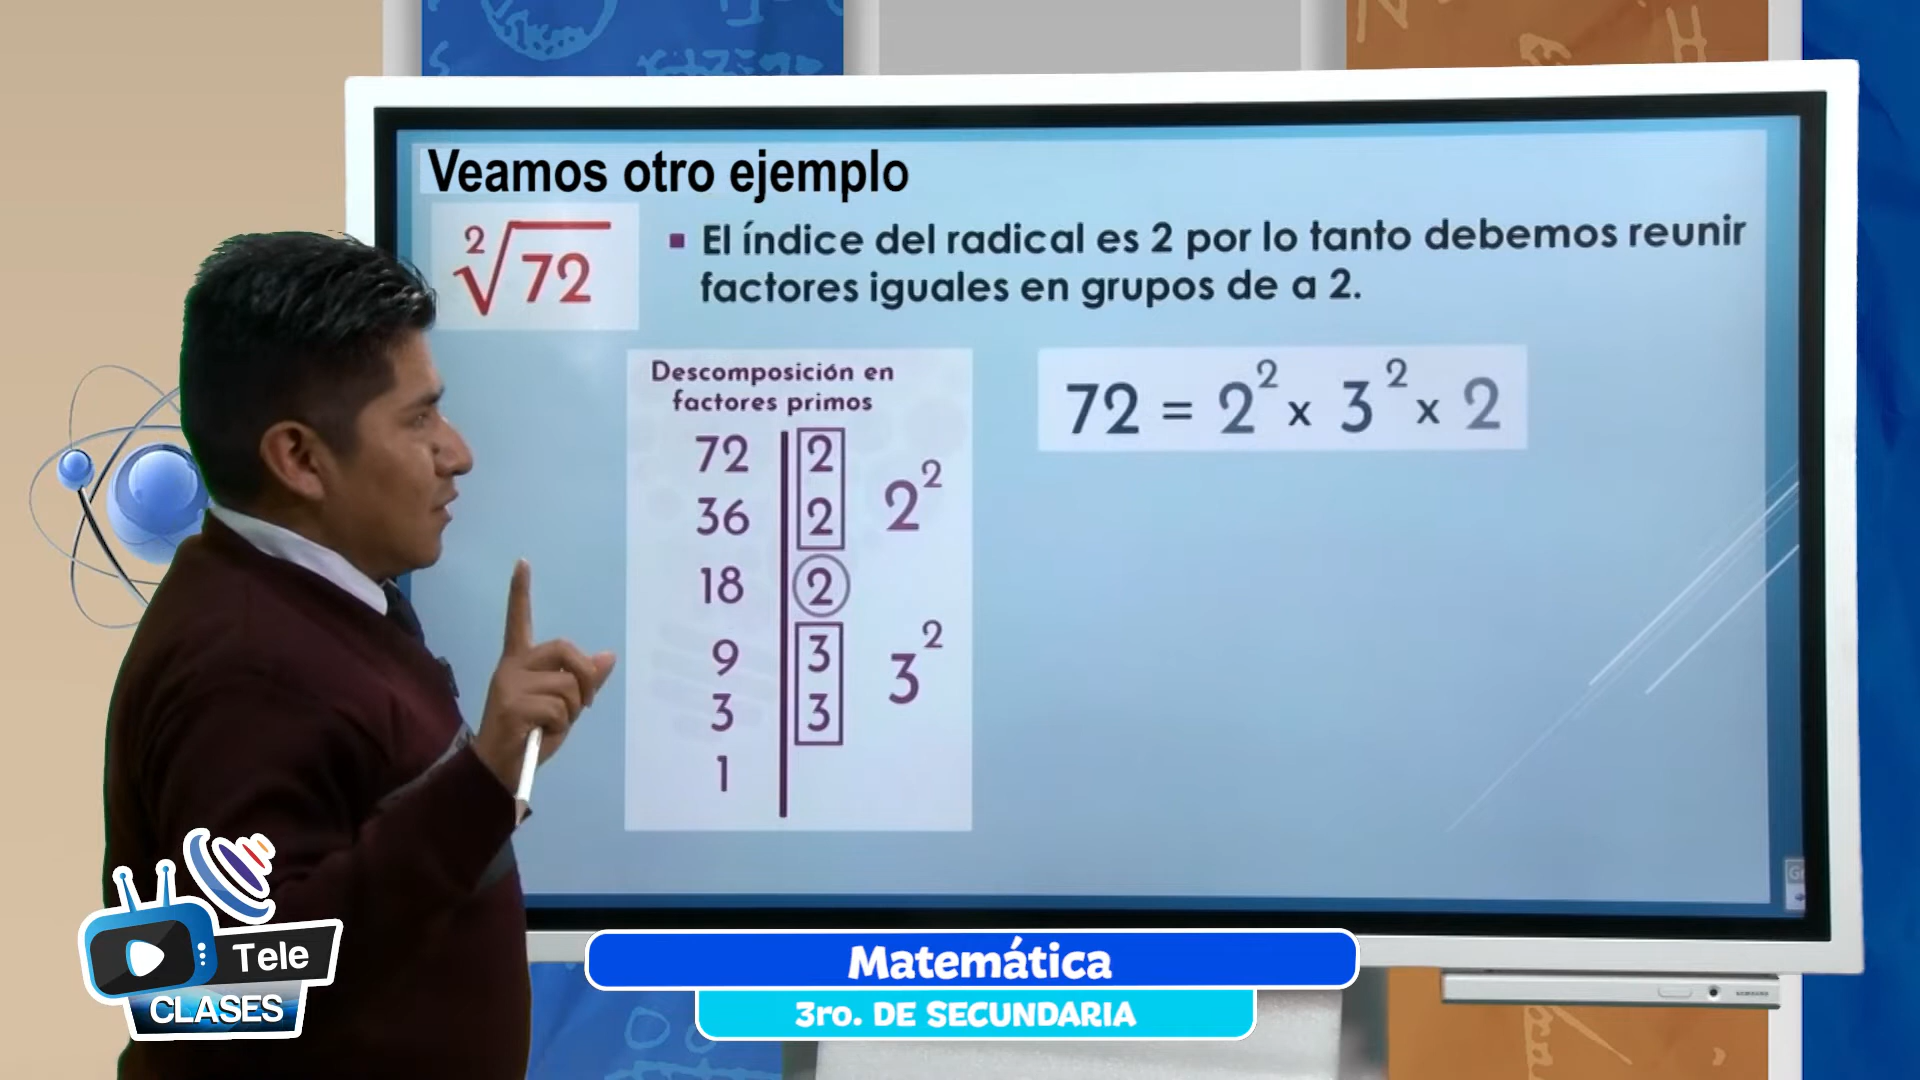 Veamos otro ejemplo
²√72
▪ El índice del radical es 2 por lo tanto debemos reunir
factores iguales en grupos de a 2.
Descomposición en
factores primos
72 2
36 2 2²
18 2
9 3 3²
3 3
1
72 = 2² x 3² x 2
Tele
CLASES
Matemática
3ro. DE SECUNDARIA